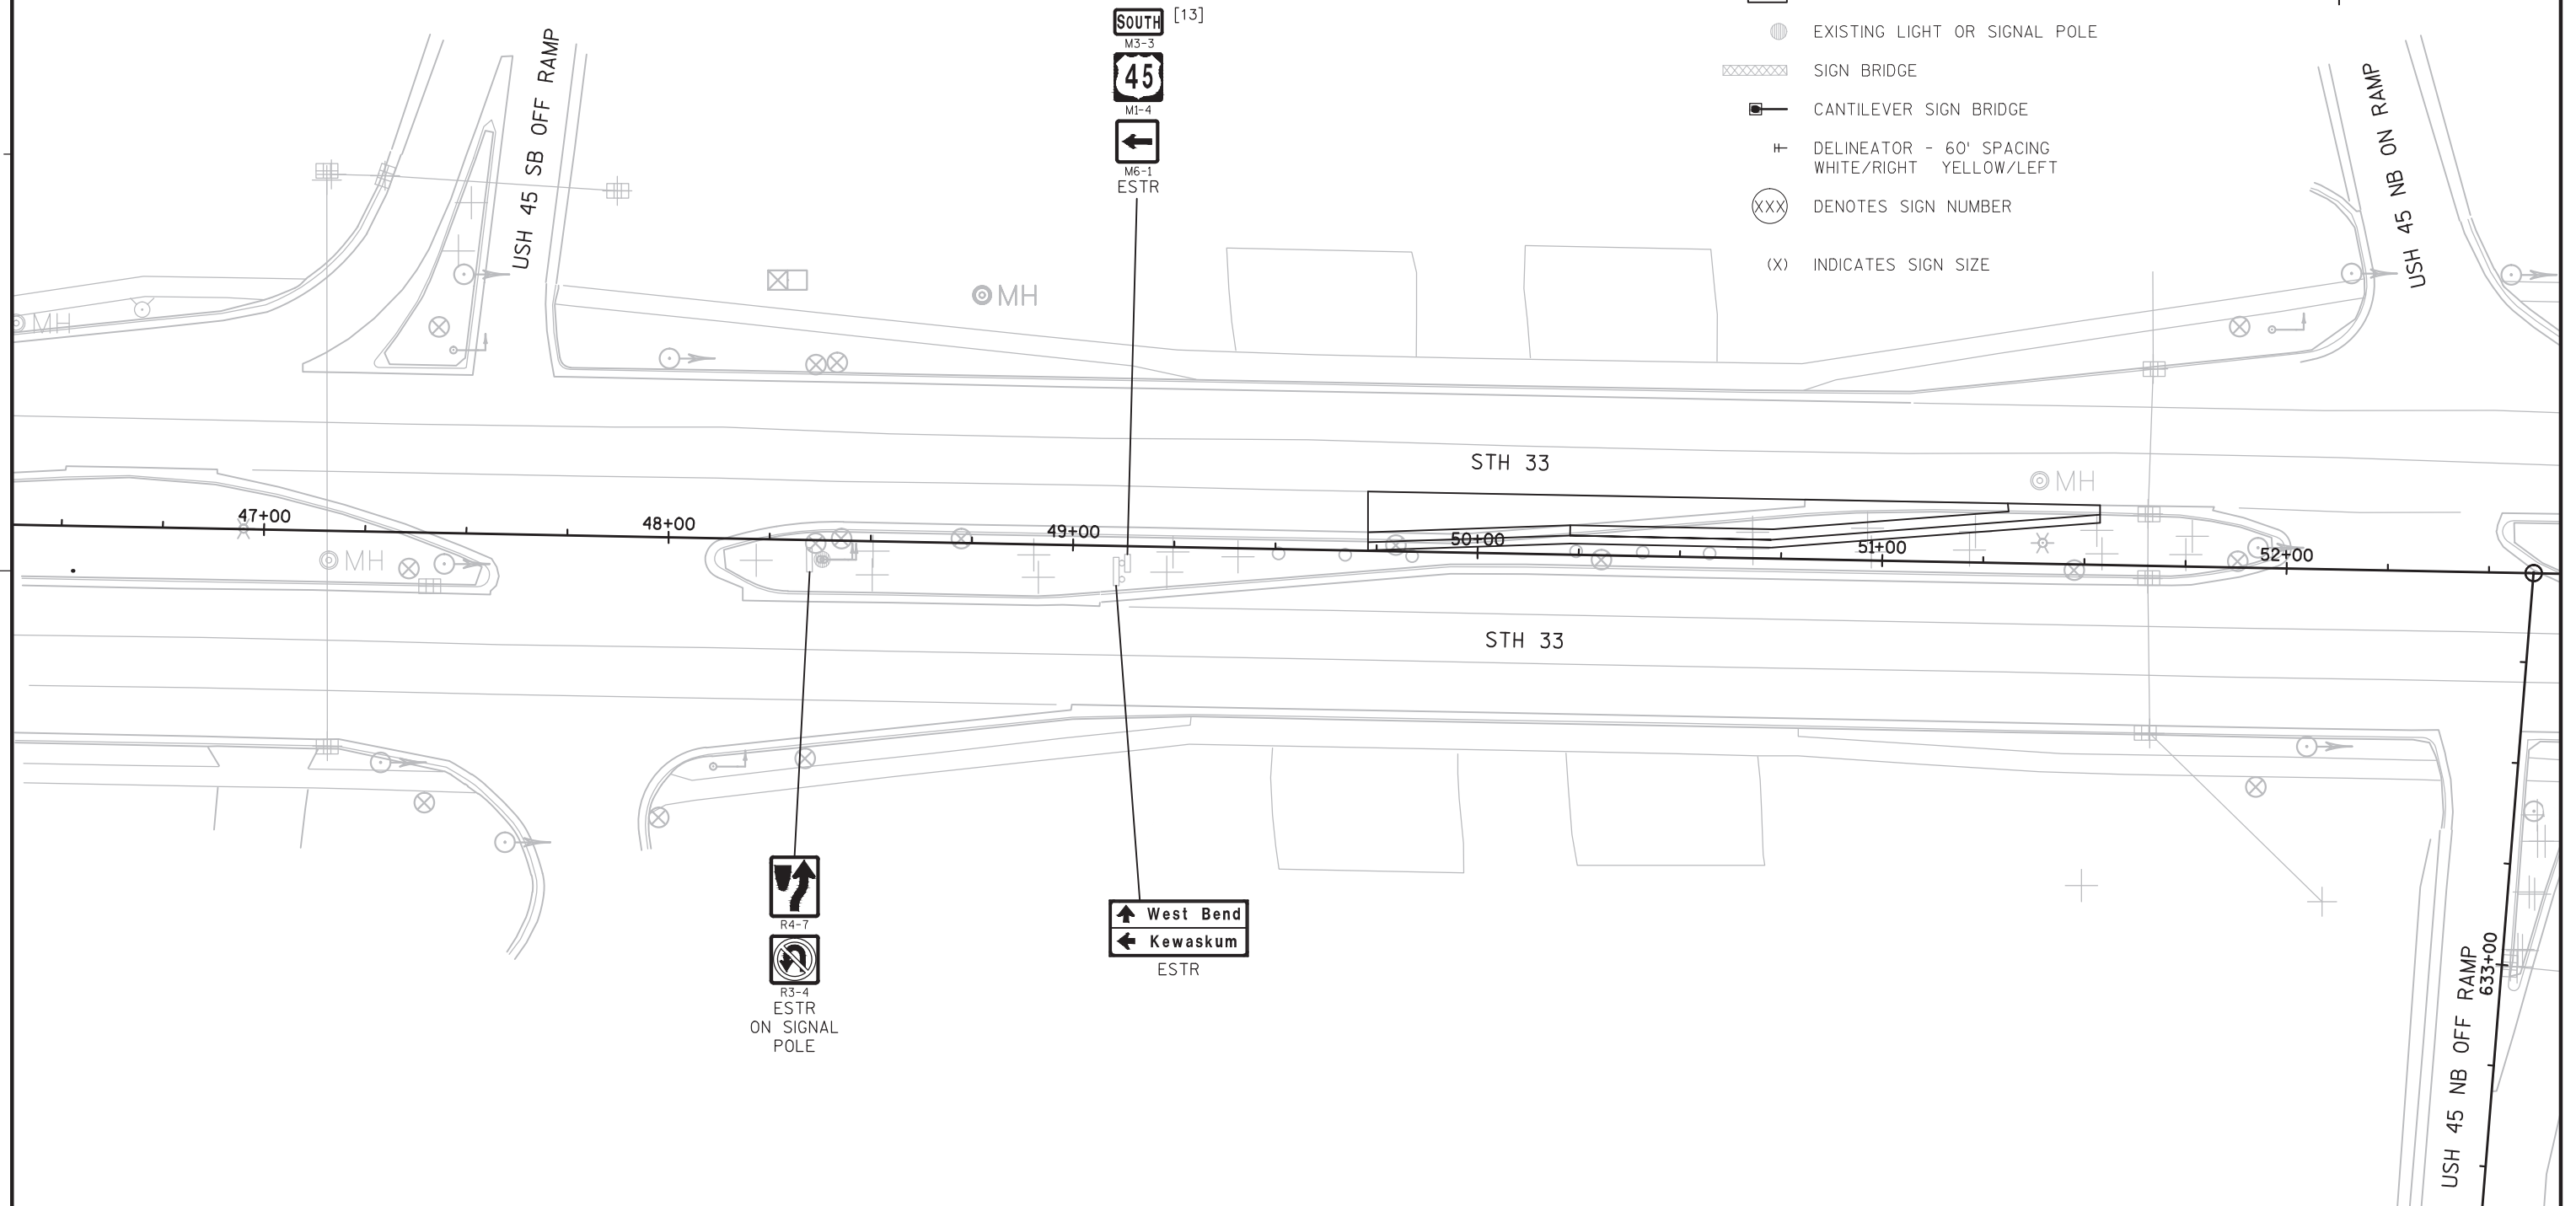 SOUTH [13]
M3-3
45
M1-4
M6-1
ESTR
EXISTING LIGHT OR SIGNAL POLE
SIGN BRIDGE
CANTILEVER SIGN BRIDGE
DELINEATOR - 60' SPACING
WHITE/RIGHT YELLOW/LEFT
XXX DENOTES SIGN NUMBER
(X) INDICATES SIGN SIZE
USH 45 SB OFF RAMP
USH 45 NB ON RAMP
MH
MH
STH 33
MH
47+00
48+00
49+00
50+00
51+00
52+00
MH
STH 33
R4-7
R3-4
ESTR
ON SIGNAL
POLE
West Bend
Kewaskum
ESTR
USH 45 NB OFF RAMP
633+00